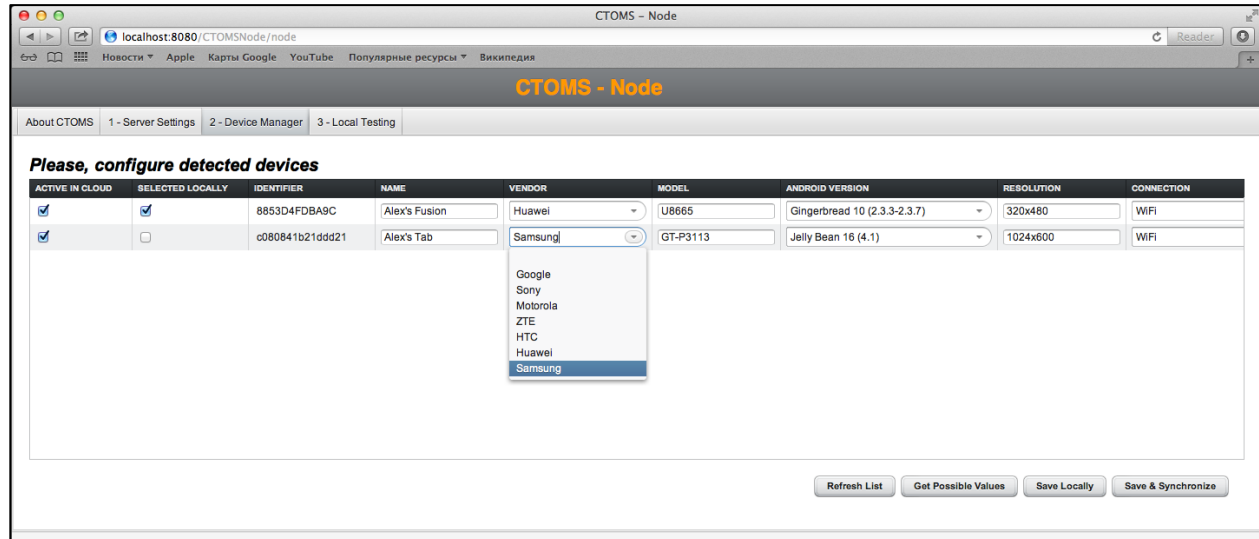 CTOMS – Node
localhost:8080/CTOMSNode/node
Reader
Новости Apple Карты Google YouTube Популярные ресурсы Википедия
CTOMS - Node
About CTOMS 1 - Server Settings 2 - Device Manager 3 - Local Testing
Please, configure detected devices
ACTIVE IN CLOUD SELECTED LOCALLY IDENTIFIER NAME VENDOR MODEL ANDROID VERSION RESOLUTION CONNECTION
8853D4FDBA9C Alex's Fusion Huawei U8665 Gingerbread 10 (2.3.3-2.3.7) 320x480 WiFi
c080841b21ddd21 Alex's Tab Samsung GT-P3113 Jelly Bean 16 (4.1) 1024x600 WiFi
Google
Sony
Motorola
ZTE
HTC
Huawei
Samsung
Refresh List Get Possible Values Save Locally Save & Synchronize